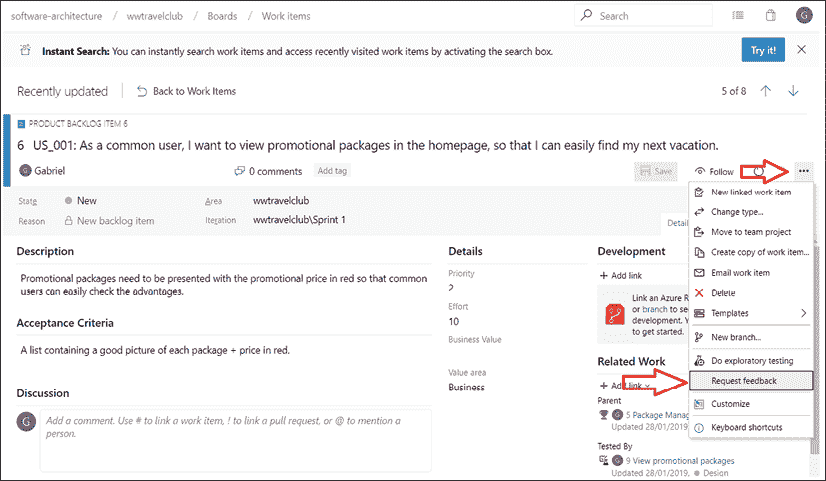 software-architecture / wwtravelclub / Boards / Work items
Search
G
Instant Search: You can instantly search work items and access recently visited work items by activating the search box.
Try it!
Recently updated
Back to Work Items
5 of 8
PRODUCT BACKLOG ITEM 6
6 US_001: As a common user, I want to view promotional packages in the homepage, so that I can easily find my next vacation.
G Gabriel
0 comments
Add tag
Save
Follow
State
New
Area
wwtravelclub
Reason
New backlog item
Iteration
wwtravelclub\Sprint 1
Detai
New linked work item
Change type...
Move to team project
Create copy of work item...
Email work item
Delete
Templates
New branch...
Do exploratory testing
Request feedback
Customize
Keyboard shortcuts
Description
Promotional packages need to be presented with the promotional price in red so that common
users can easily check the advantages.
Acceptance Criteria
A list containing a good picture of each package + price in red.
Discussion
G
Add a comment. Use # to link a work item, ! to link a pull request, or @ to mention a
person.
Details
Priority
2
Effort
10
Business Value
Value area
Business
Development
+ Add link
Link an Azure R
or branch to se
development. Y
to get started.
Related Work
+ Add link
Parent
G 5 Package Manag
Updated 28/01/2019,
Tested By
G 9 View promotional packages
Updated 28/01/2019, Design